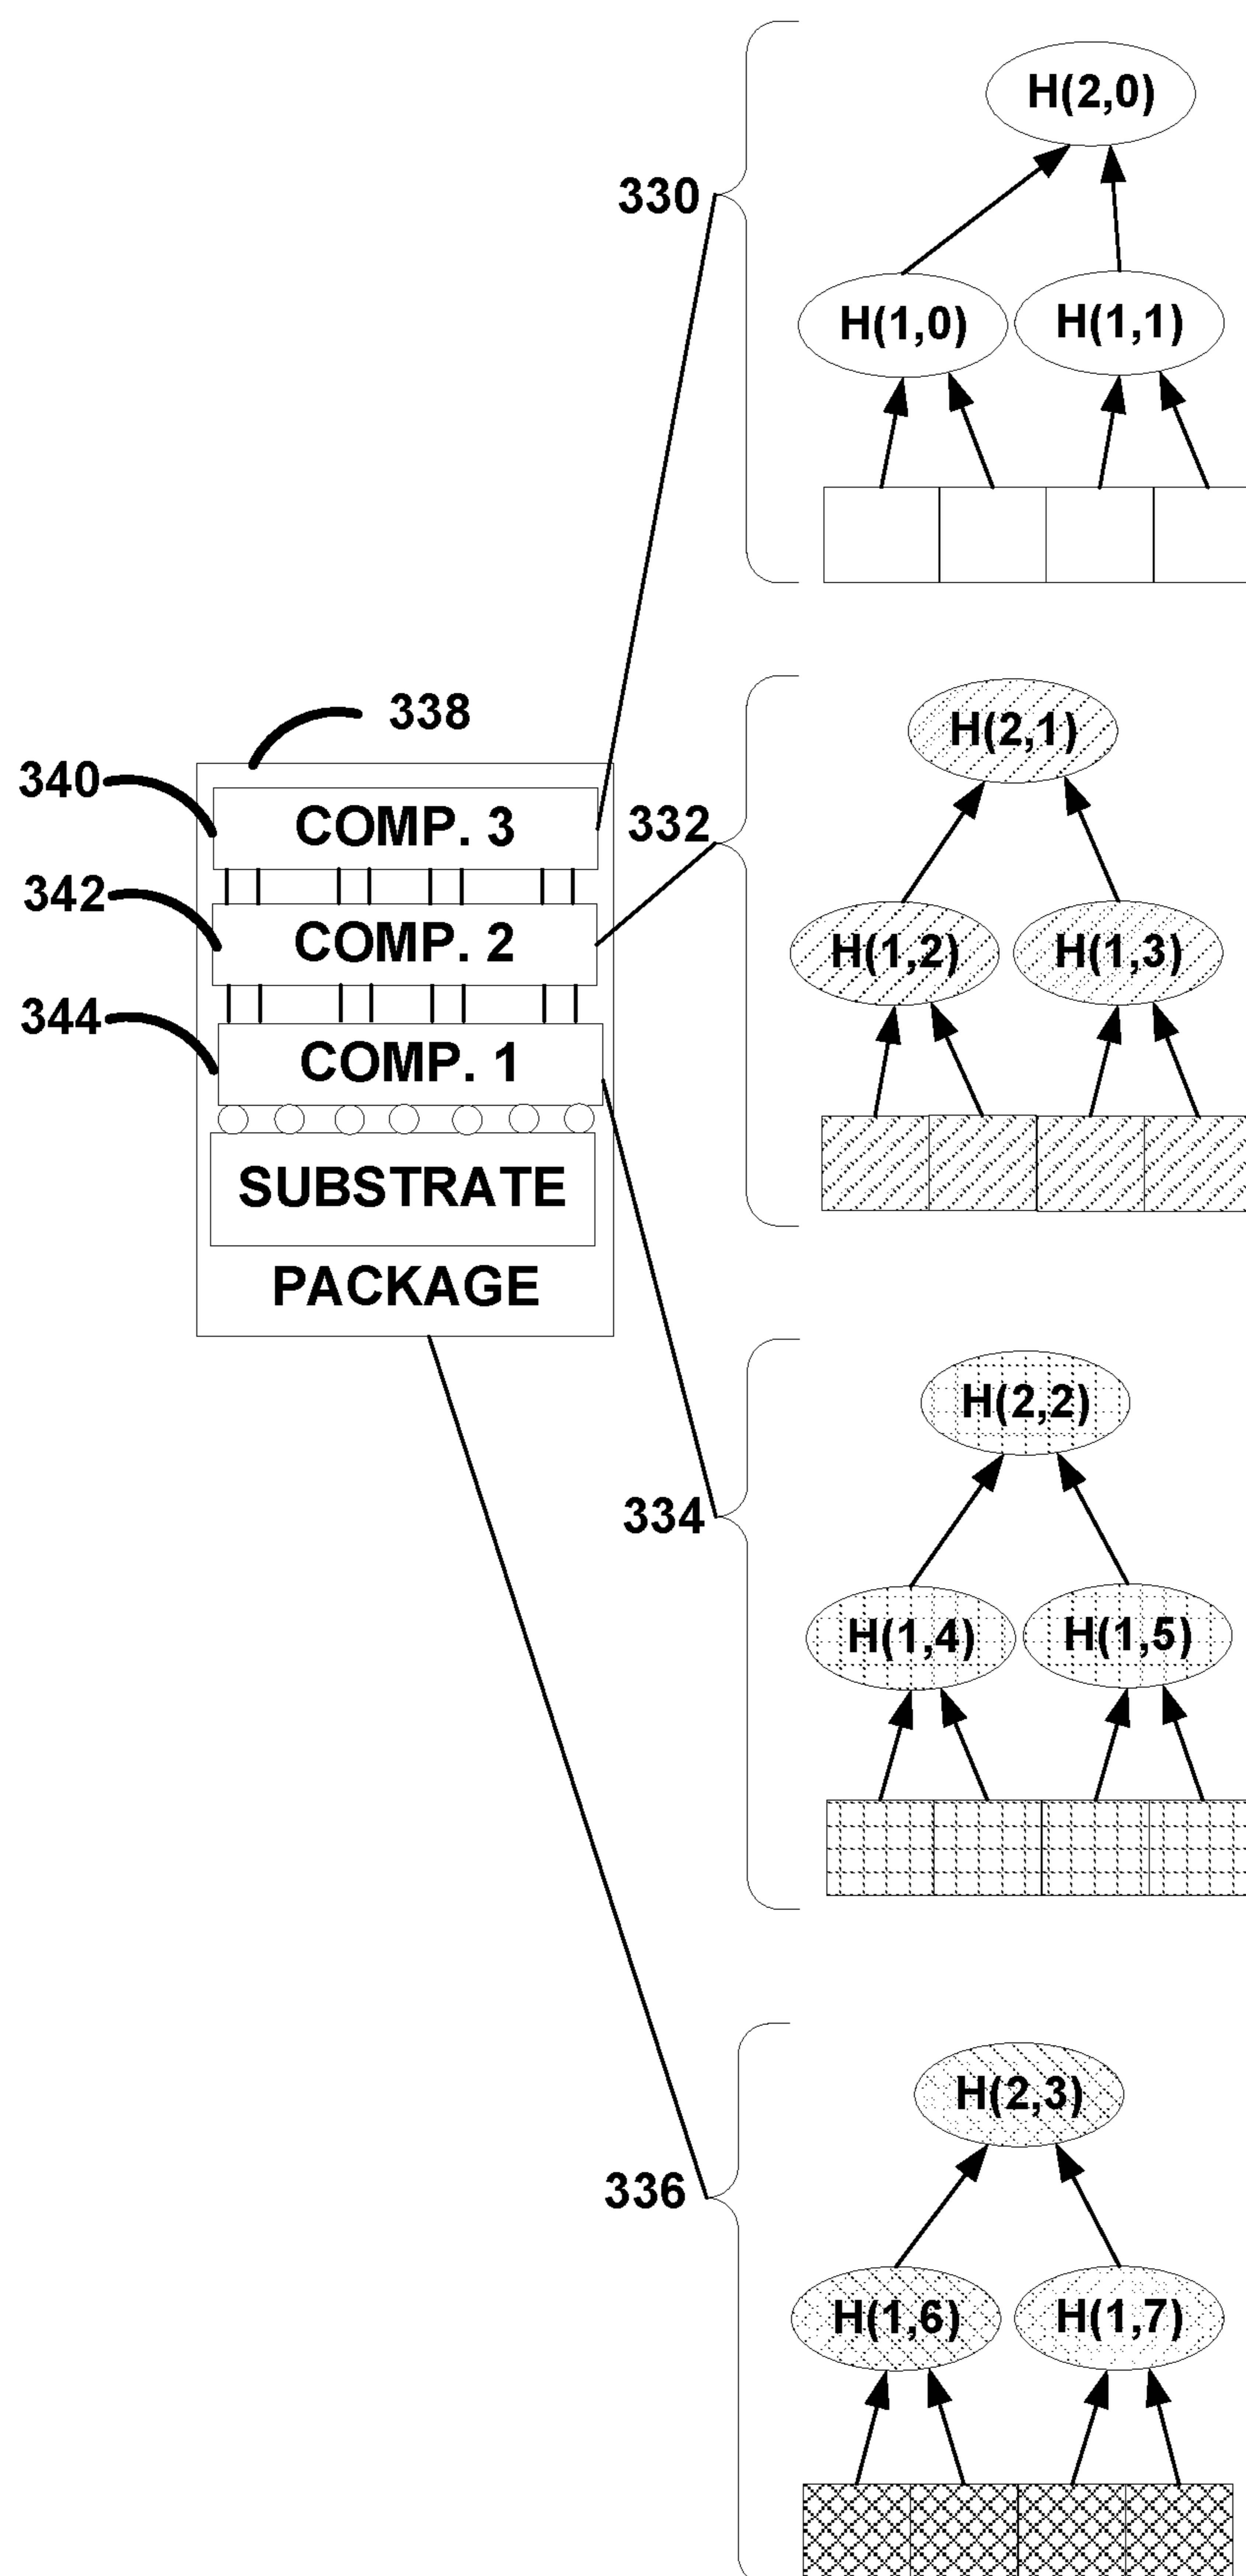 H(2,0)
330
H(1,0)
H(1,1)
338
340
COMP. 3
332
H(2,1)
342
COMP. 2
H(1,2)
H(1,3)
344
COMP. 1
SUBSTRATE
PACKAGE
H(2,2)
334
H(1,4)
H(1,5)
H(2,3)
336
H(1,6)
H(1,7)